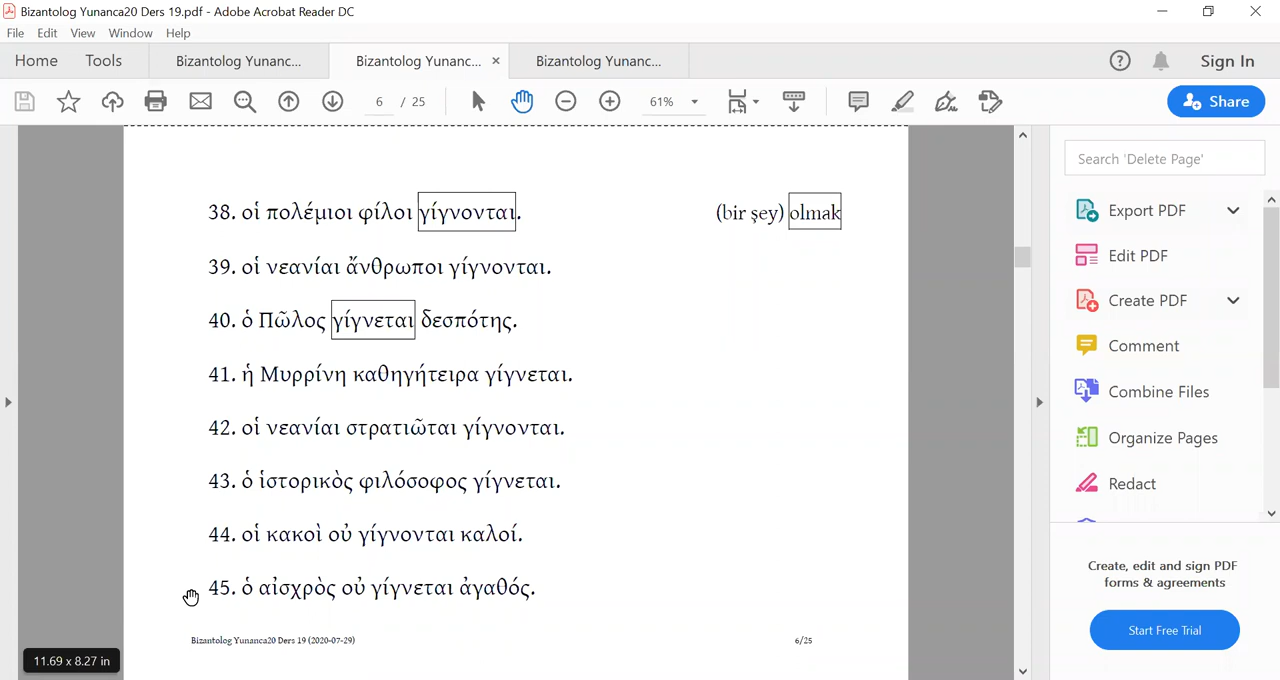 Bizantolog Yunanca20 Ders 19.pdf - Adobe Acrobat Reader DC
File Edit View Window Help
Home Tools Bizantolog Yunanc... Bizantolog Yunanc... × Bizantolog Yunanc... Sign In
6 / 25 61% Share
38. οἱ πολέμιοι φίλοι γίγνονται. (bir şey) olmak
39. οἱ νεανίαι ἄνθρωποι γίγνονται.
40. ὁ Πῶλος γίγνεται δεσπότης.
41. ἡ Μυρρίνη καθηγήτειρα γίγνεται.
42. οἱ νεανίαι στρατιῶται γίγνονται.
43. ὁ ἱστορικὸς φιλόσοφος γίγνεται.
44. οἱ κακοὶ οὐ γίγνονται καλοί.
45. ὁ αἰσχρὸς οὐ γίγνεται ἀγαθός.
Bizantolog Yunanca20 Ders 19 (2020-07-29) 6/25
11.69 x 8.27 in
Search 'Delete Page'
Export PDF
Edit PDF
Create PDF
Comment
Combine Files
Organize Pages
Redact
Create, edit and sign PDF
forms & agreements
Start Free Trial